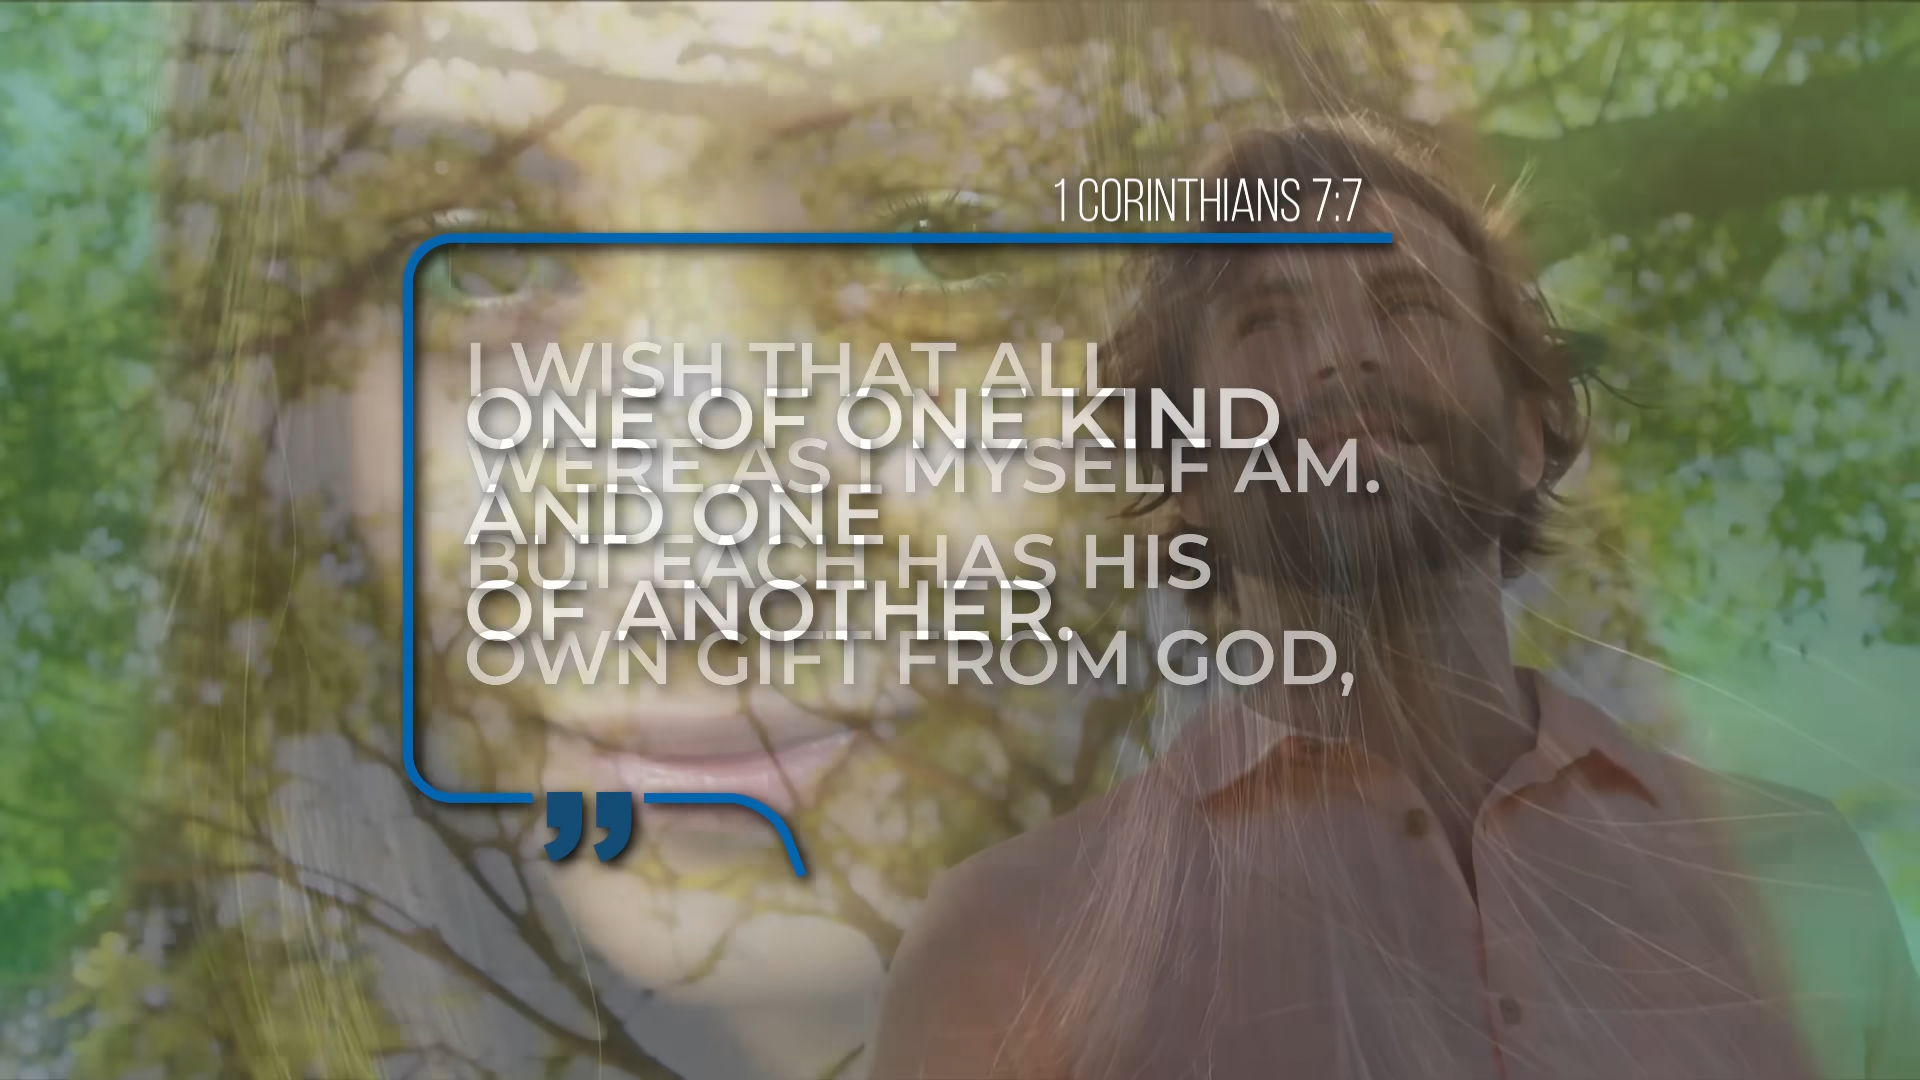 1 CORINTHIANS 7:7
I WISH THAT ALL
WERE AS I MYSELF AM.
BUT EACH HAS HIS
OWN GIFT FROM GOD,
ONE OF ONE KIND
AND ONE
OF ANOTHER.